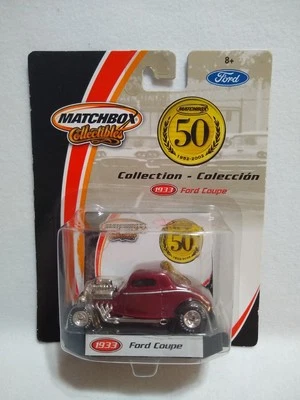 8+
Ford
MATCHBOX
Collectibles
MATCHBOX
50
1952-2002
Collection - Colección
1933 Ford Coupe
50
1933 Ford Coupe